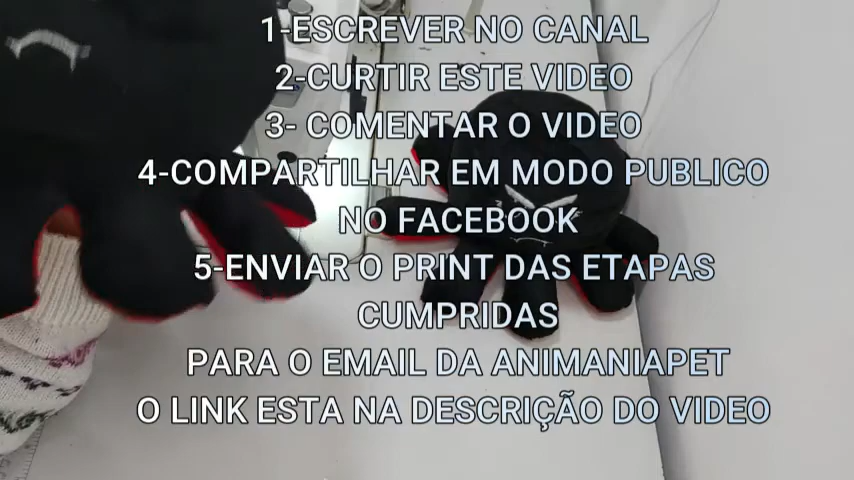 1-ESCREVER NO CANAL
2-CURTIR ESTE VIDEO
3- COMENTAR O VIDEO
4-COMPARTILHAR EM MODO PUBLICO
NO FACEBOOK
5-ENVIAR O PRINT DAS ETAPAS
CUMPRIDAS
PARA O EMAIL DA ANIMANIAPET
O LINK ESTA NA DESCRIÇÃO DO VIDEO